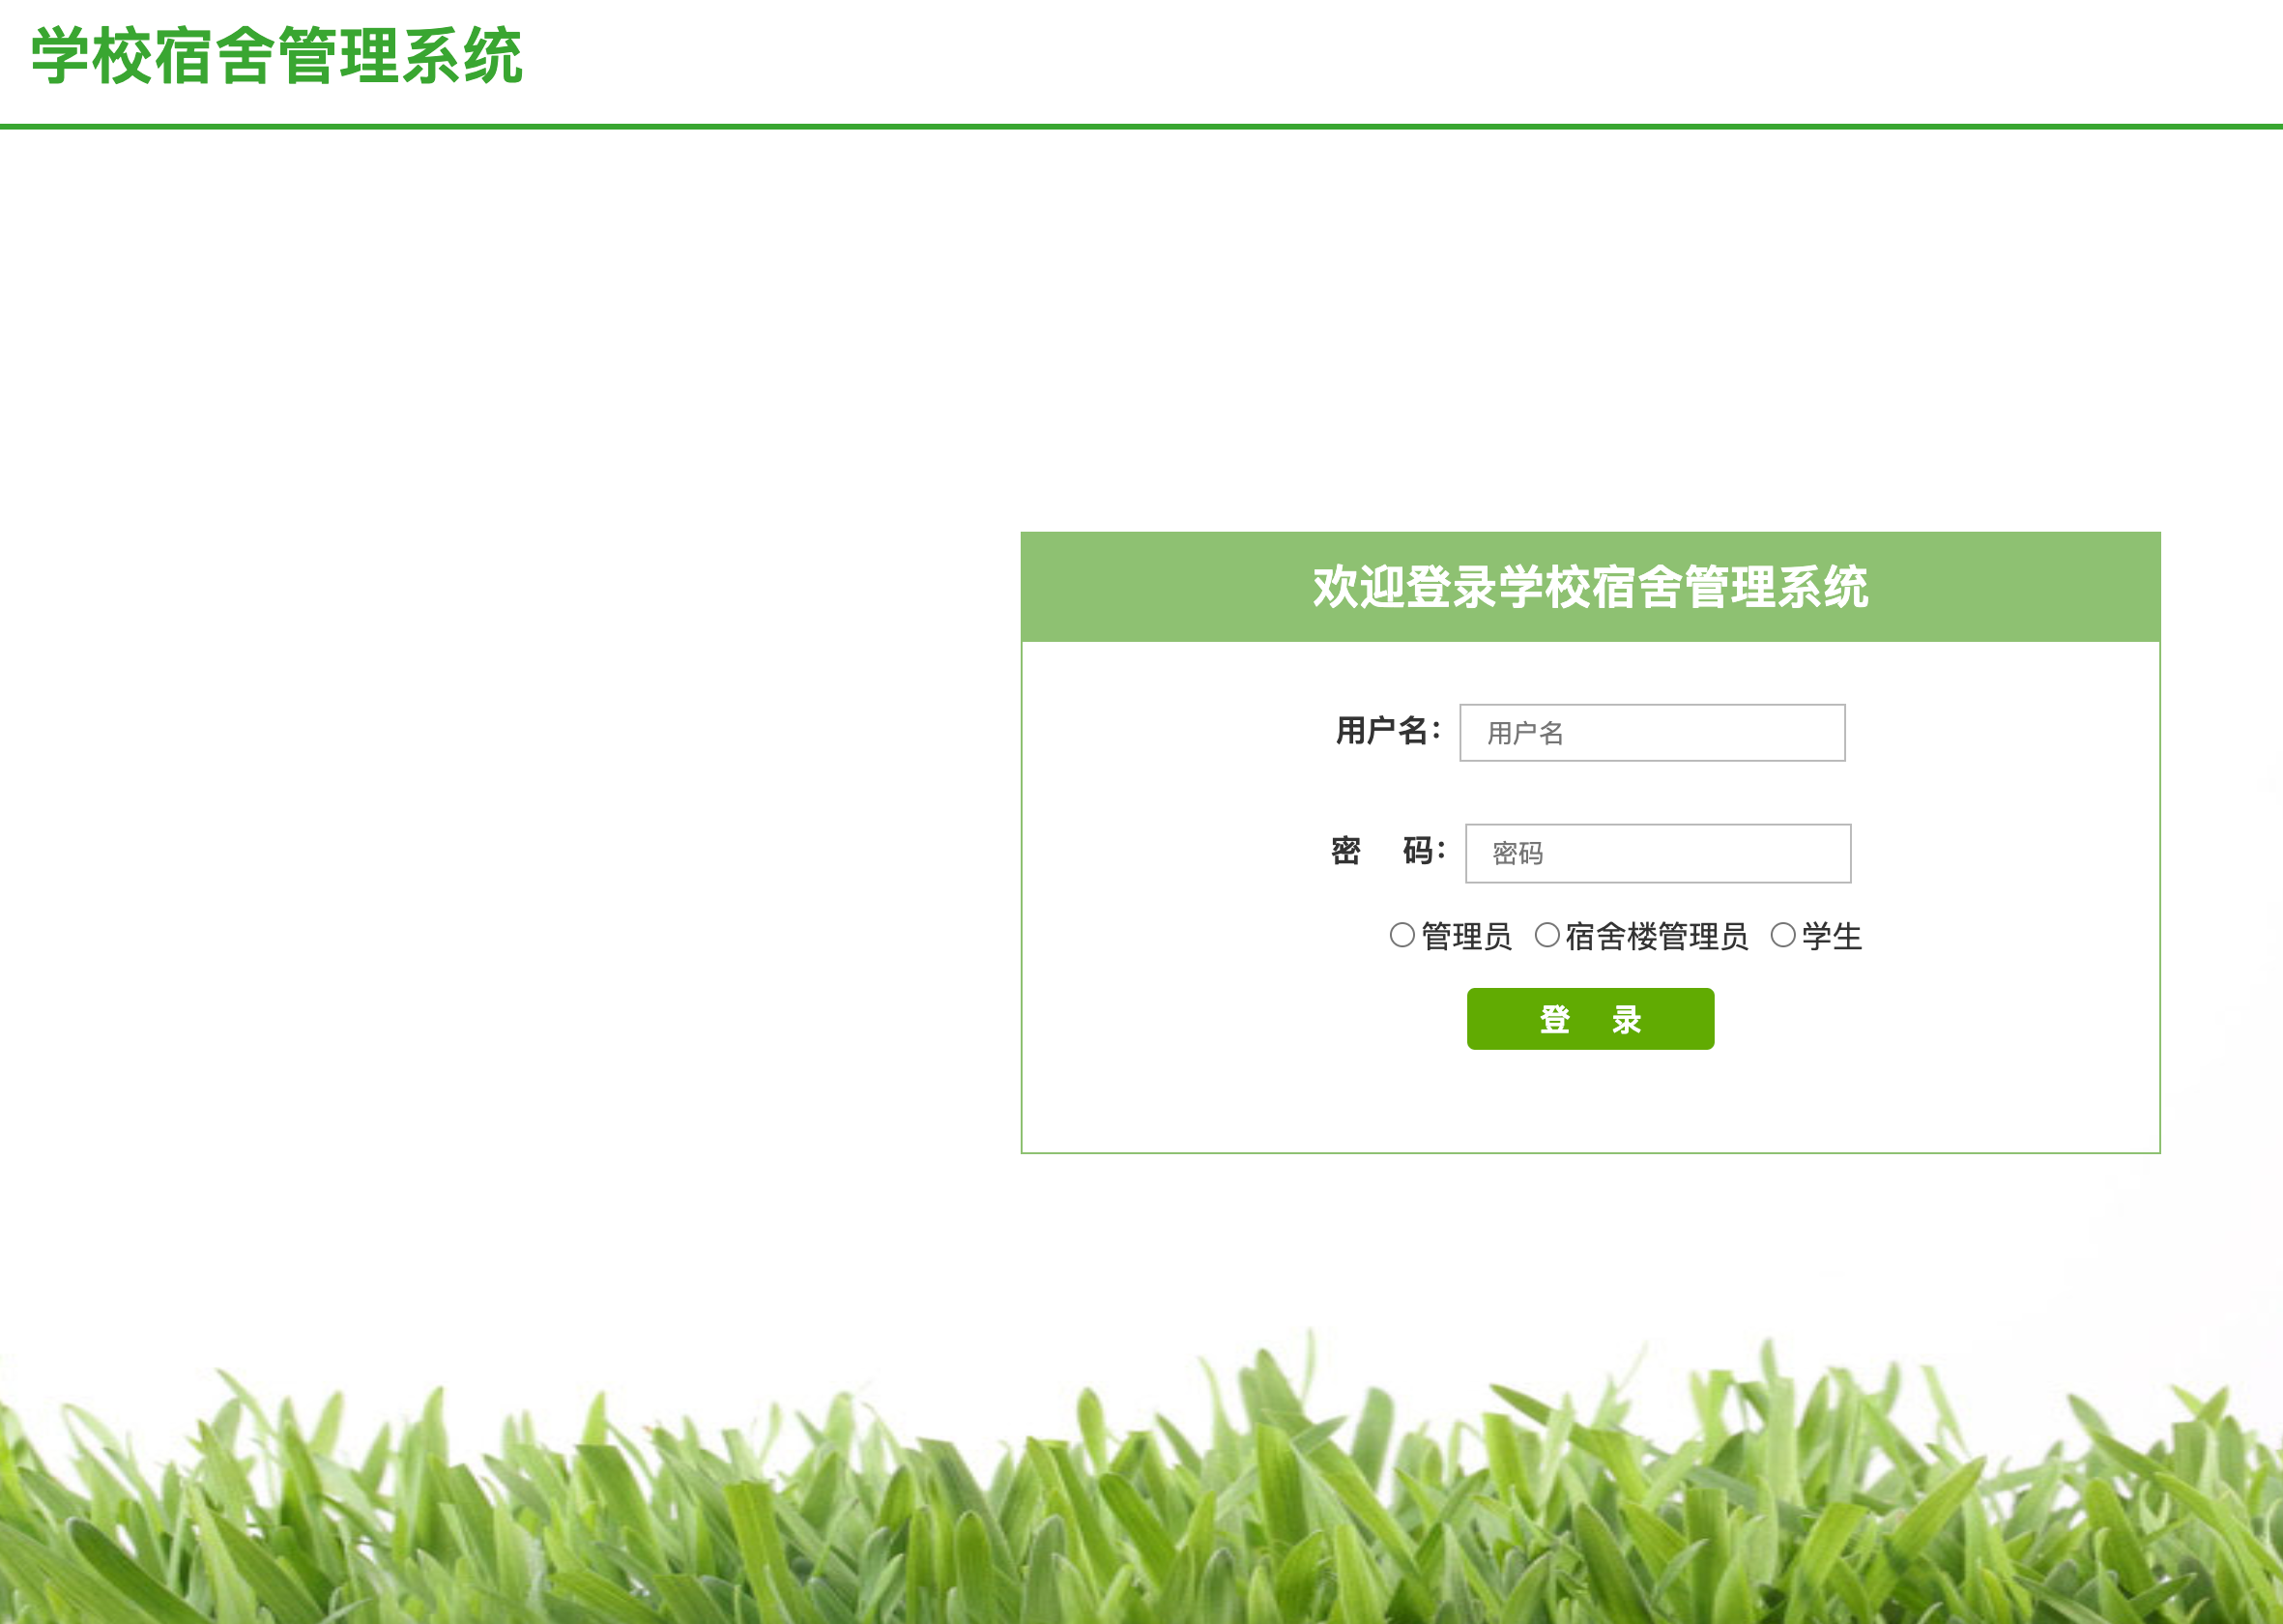 学校宿舍管理系统
欢迎登录学校宿舍管理系统
用户名： 用户名
密 码： 密码
管理员 宿舍楼管理员 学生
登 录